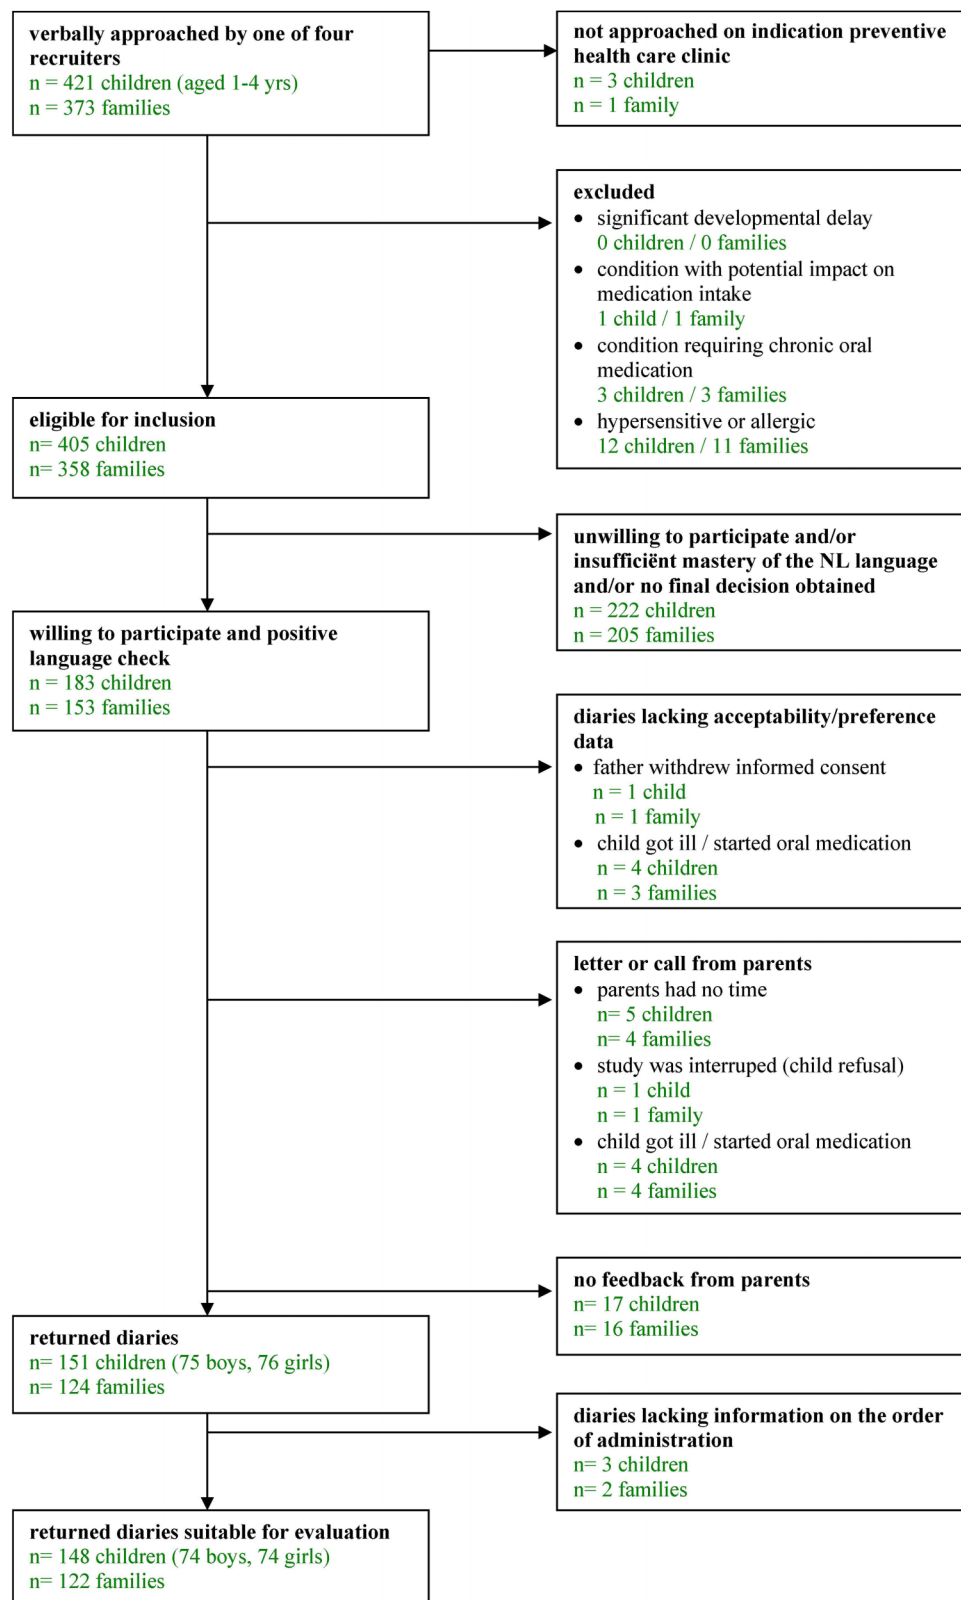 verbally approached by one of four
recruiters
n = 421 children (aged 1-4 yrs)
n = 373 families
not approached on indication preventive
health care clinic
n = 3 children
n = 1 family
excluded
• significant developmental delay
0 children / 0 families
• condition with potential impact on
medication intake
1 child / 1 family
• condition requiring chronic oral
medication
3 children / 3 families
• hypersensitive or allergic
12 children / 11 families
eligible for inclusion
n= 405 children
n= 358 families
unwilling to participate and/or
insufficiënt mastery of the NL language
and/or no final decision obtained
n = 222 children
n = 205 families
willing to participate and positive
language check
n = 183 children
n = 153 families
diaries lacking acceptability/preference
data
• father withdrew informed consent
n = 1 child
n = 1 family
• child got ill / started oral medication
n = 4 children
n = 3 families
letter or call from parents
• parents had no time
n= 5 children
n= 4 families
• study was interruped (child refusal)
n = 1 child
n = 1 family
• child got ill / started oral medication
n = 4 children
n = 4 families
no feedback from parents
n= 17 children
n= 16 families
returned diaries
n= 151 children (75 boys, 76 girls)
n= 124 families
diaries lacking information on the order
of administration
n= 3 children
n= 2 families
returned diaries suitable for evaluation
n= 148 children (74 boys, 74 girls)
n= 122 families